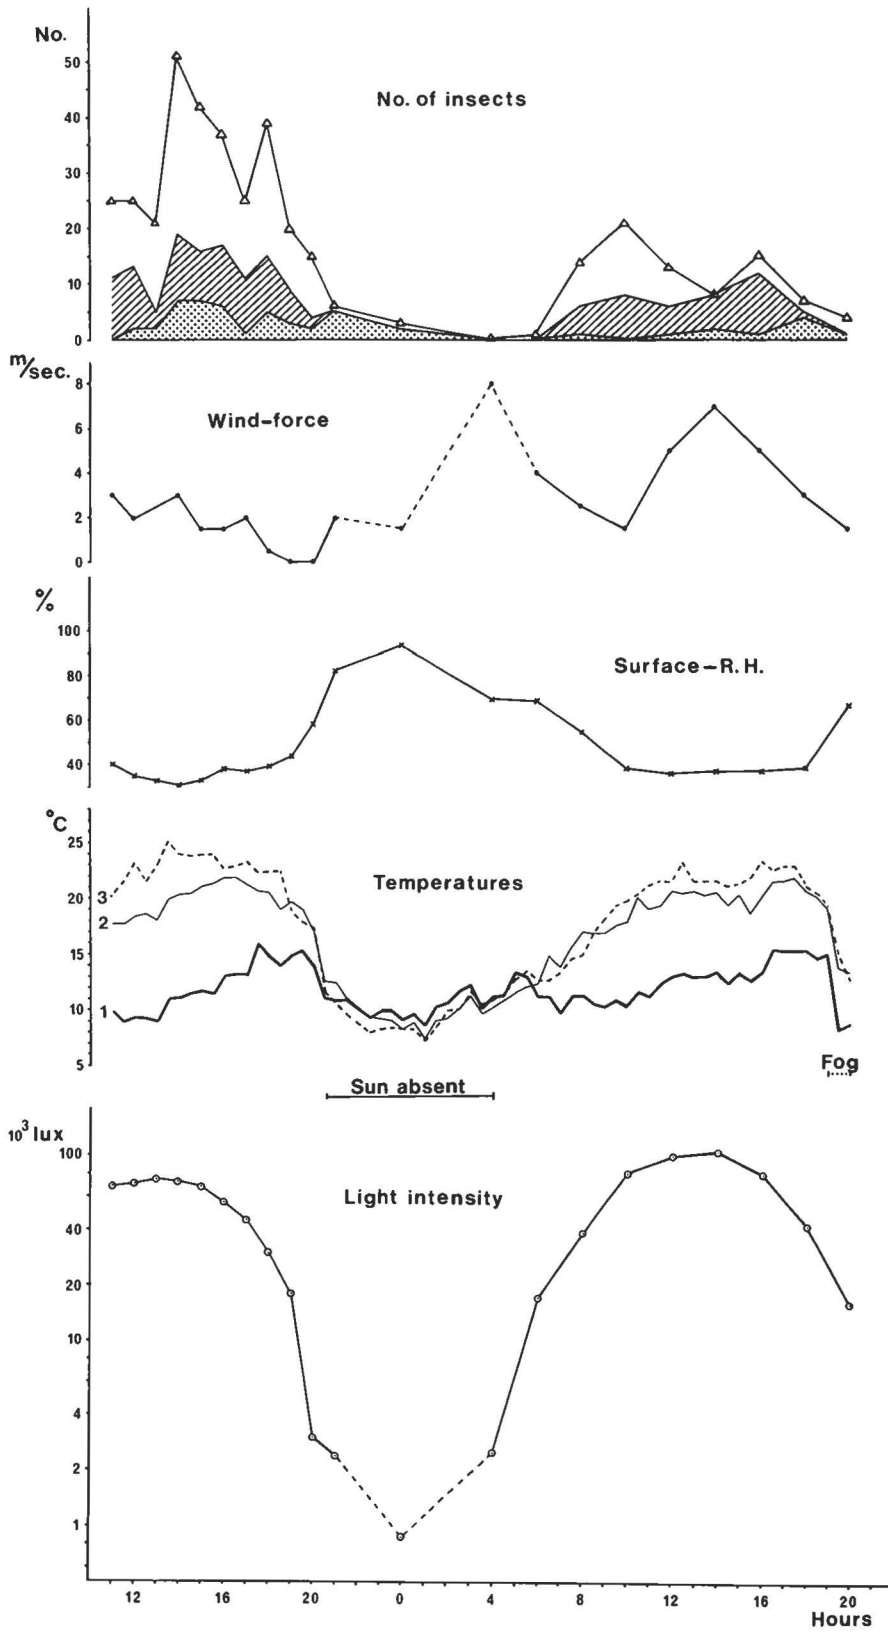 No.
50
40
30
20
10
0
No. of insects
m/sec.
8
6
4
2
0
Wind-force
%
100
80
60
40
Surface-R.H.
°C
25
20
15
10
5
3
2
1
Temperatures
Sun absent
Fog
10³ lux
100
40
20
10
4
2
1
Light intensity
12 16 20 0 4 8 12 16 20
Hours